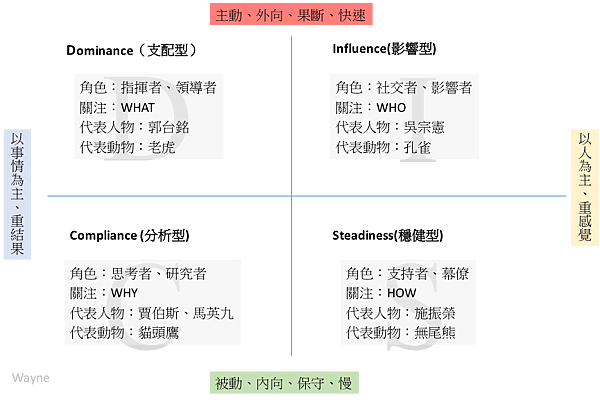 主動、外向、果斷、快速
Dominance（支配型）
D
角色：指揮者、領導者
關注：WHAT
代表人物：郭台銘
代表動物：老虎
Influence(影響型)
I
角色：社交者、影響者
關注：WHO
代表人物：吳宗憲
代表動物：孔雀
以事情為主、重結果
以人為主、重感覺
Compliance (分析型)
C
角色：思考者、研究者
關注：WHY
代表人物：賈伯斯、馬英九
代表動物：貓頭鷹
Steadiness(穩健型)
S
角色：支持者、幕僚
關注：HOW
代表人物：施振榮
代表動物：無尾熊
Wayne
被動、內向、保守、慢